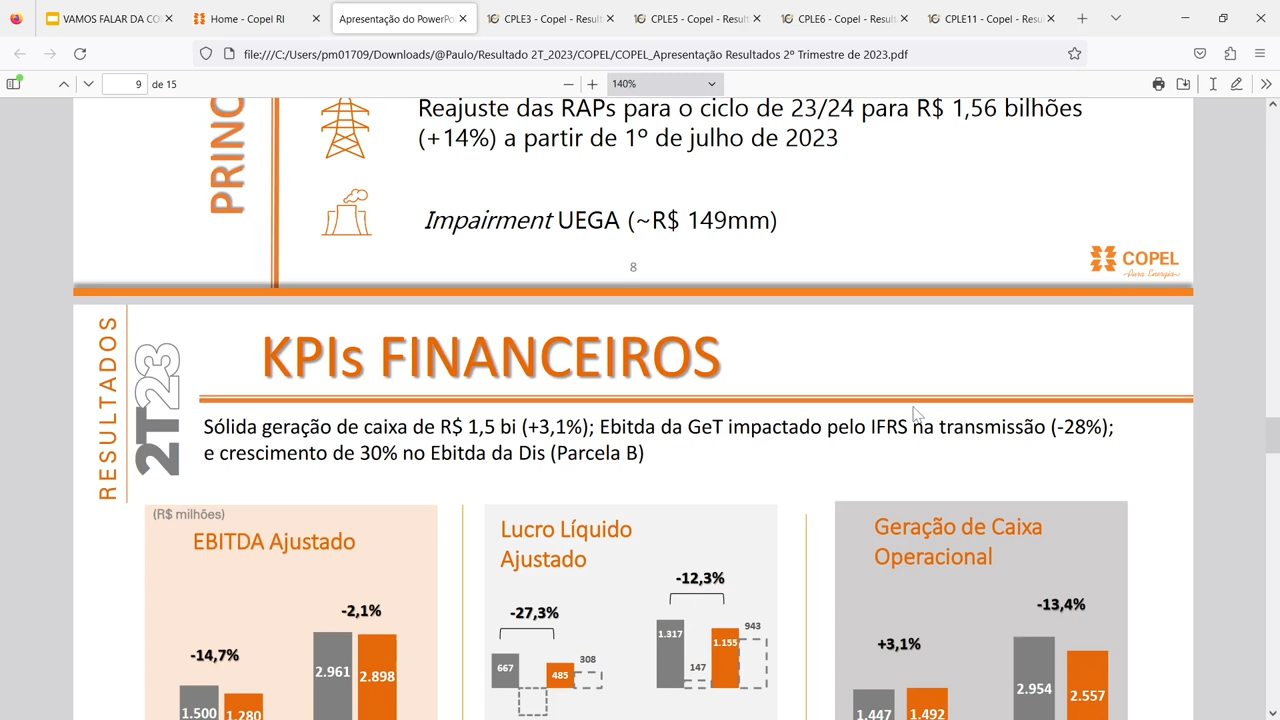 VAMOS FALAR DA CO
Home - Copel RI
Apresentação do PowerPo
CPLE3 - Copel - Resul
CPLE5 - Copel - Result
CPLE6 - Copel - Result
CPLE11 - Copel - Resu
file:///C:/Users/pm01709/Downloads/@Paulo/Resultado 2T_2023/COPEL/COPEL_Apresentação Resultados 2º Trimestre de 2023.pdf
9
de 15
140%
PRINC
Reajuste das RAPs para o ciclo de 23/24 para R$ 1,56 bilhões
(+14%) a partir de 1º de julho de 2023
Impairment UEGA (~R$ 149mm)
8
COPEL
Pura Energia
RESULTADOS
2T23
KPIs FINANCEIROS
Sólida geração de caixa de R$ 1,5 bi (+3,1%); Ebitda da GeT impactado pelo IFRS na transmissão (-28%);
e crescimento de 30% no Ebitda da Dis (Parcela B)
(R$ milhões)
EBITDA Ajustado
-14,7%
-2,1%
1.500
1.280
2.961
2.898
Lucro Líquido
Ajustado
-27,3%
-12,3%
667
485
308
1.317
147
1.155
943
Geração de Caixa
Operacional
+3,1%
-13,4%
1.447
1.492
2.954
2.557